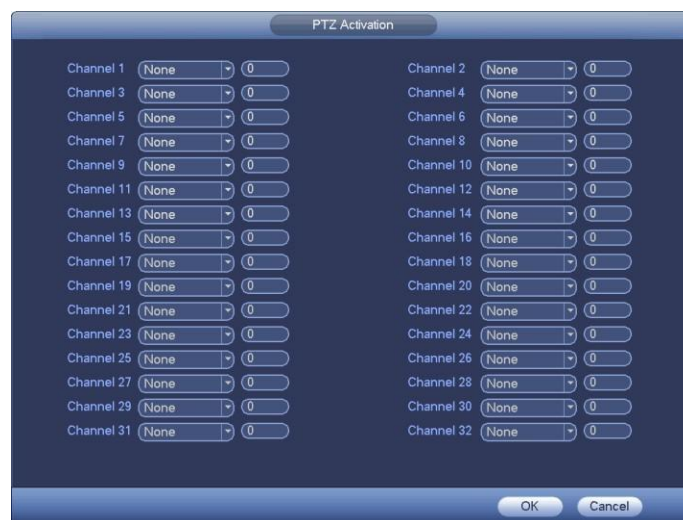 PTZ Activation
Channel 1 None 0 Channel 2 None 0
Channel 3 None 0 Channel 4 None 0
Channel 5 None 0 Channel 6 None 0
Channel 7 None 0 Channel 8 None 0
Channel 9 None 0 Channel 10 None 0
Channel 11 None 0 Channel 12 None 0
Channel 13 None 0 Channel 14 None 0
Channel 15 None 0 Channel 16 None 0
Channel 17 None 0 Channel 18 None 0
Channel 19 None 0 Channel 20 None 0
Channel 21 None 0 Channel 22 None 0
Channel 23 None 0 Channel 24 None 0
Channel 25 None 0 Channel 26 None 0
Channel 27 None 0 Channel 28 None 0
Channel 29 None 0 Channel 30 None 0
Channel 31 None 0 Channel 32 None 0
OK Cancel